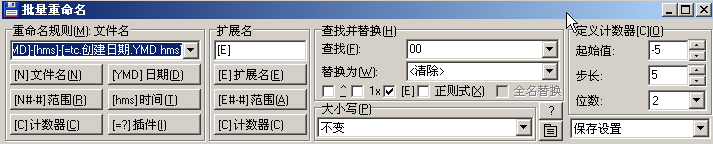 批量重命名
重命名规则(M): 文件名
扩展名
查找并替换(H)
定义计数器[C](O)
MD]-[hms]-[=tc.创建日期.YMD hms]
[E]
查找(F):
00
起始值:
-5
替换为(W):
<清除>
[N]文件名(N)
[YMD]日期(D)
[E]扩展名(E)
步长:
5
[N#-#]范围(R)
[hms]时间(T)
[E#-#]范围(A)
^
1x
[E]
正则式(X)
全名替换
位数:
2
大小写(P)
?
[C]计数器(C)
[=?]插件(I)
[C]计数器(C)
不变
保存设置